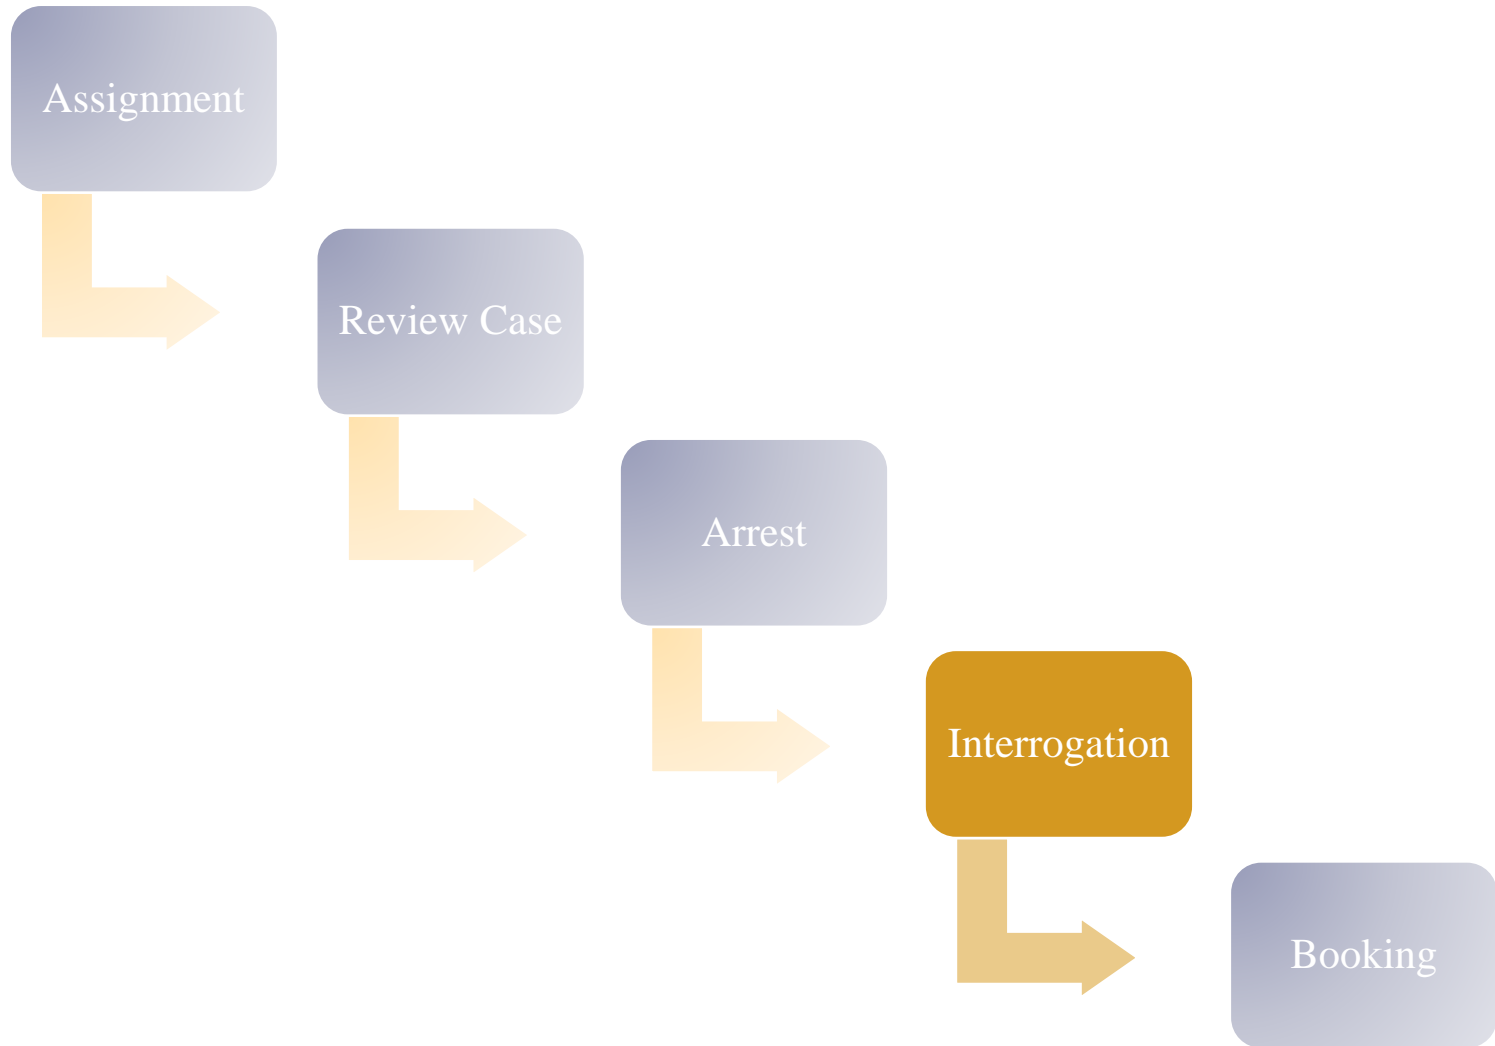 Assignment
Review Case
Arrest
Interrogation
Booking